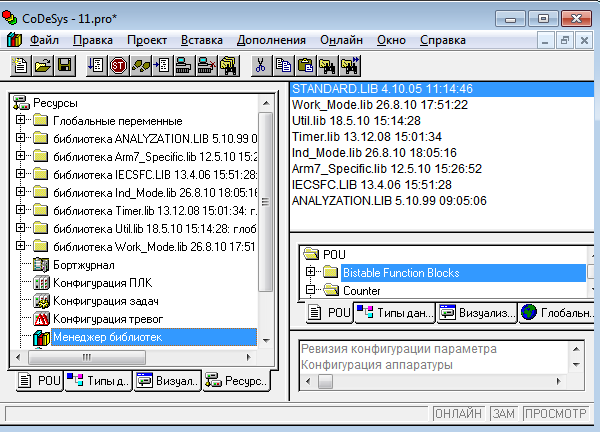 CoDeSys - 11.pro*
Файл Правка Проект Вставка Дополнения Онлайн Окно Справка
Ресурсы
Глобальные переменные
библиотека ANALYZATION.LIB 5.10.99 0
библиотека Arm7_Specific.lib 12.5.10 15:2
библиотека IECSFC.LIB 13.4.06 15:51:28:
библиотека Ind_Mode.lib 26.8.10 18:05:16
библиотека Timer.lib 13.12.08 15:01:34: г
библиотека Util.lib 18.5.10 15:14:28: глоб
библиотека Work_Mode.lib 26.8.10 17:51
Бортжурнал
Конфигурация ПЛК
Конфигурация задач
Конфигурация тревог
Менеджер библиотек
POU Типы д.. Визуал.. Ресурс..
STANDARD.LIB 4.10.05 11:14:46
Work_Mode.lib 26.8.10 17:51:22
Util.lib 18.5.10 15:14:28
Timer.lib 13.12.08 15:01:34
Ind_Mode.lib 26.8.10 18:05:16
Arm7_Specific.lib 12.5.10 15:26:52
IECSFC.LIB 13.4.06 15:51:28
ANALYZATION.LIB 5.10.99 09:05:06
POU
Bistable Function Blocks
Counter
POU Типы дан... Визуализ... Глобальн..
Ревизия конфигурации параметра
Конфигурация аппаратуры
ОНЛАЙН ЗАМ ПРОСМОТР